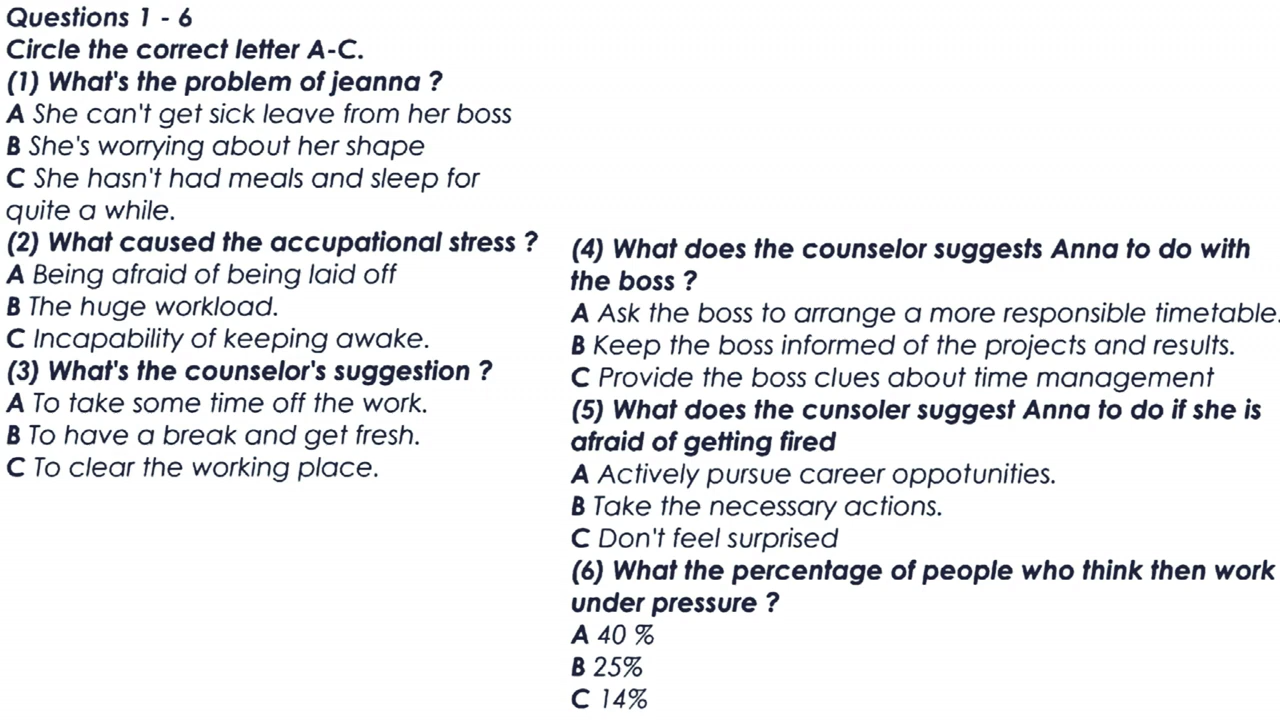 Questions 1 - 6
Circle the correct letter A-C.
(1) What's the problem of jeanna ?
A She can't get sick leave from her boss
B She's worrying about her shape
C She hasn't had meals and sleep for
quite a while.
(2) What caused the accupational stress ?
A Being afraid of being laid off
B The huge workload.
C Incapability of keeping awake.
(3) What's the counselor's suggestion ?
A To take some time off the work.
B To have a break and get fresh.
C To clear the working place.
(4) What does the counselor suggests Anna to do with
the boss ?
A Ask the boss to arrange a more responsible timetable.
B Keep the boss informed of the projects and results.
C Provide the boss clues about time management
(5) What does the cunsoler suggest Anna to do if she is
afraid of getting fired
A Actively pursue career oppotunities.
B Take the necessary actions.
C Don't feel surprised
(6) What the percentage of people who think then work
under pressure ?
A 40 %
B 25%
C 14%